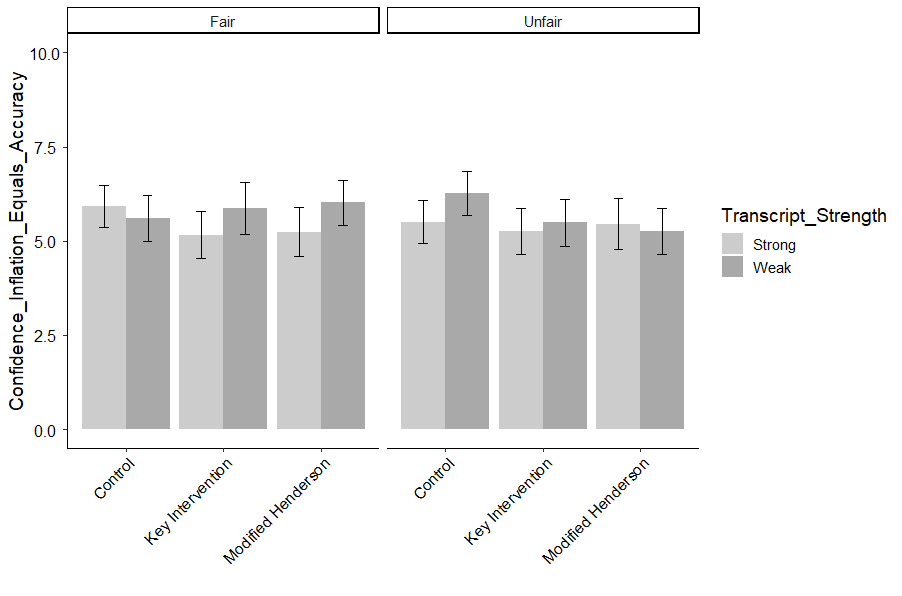 Fair
Unfair
Confidence_Inflation_Equals_Accuracy
10.0
7.5
5.0
2.5
0.0
Control
Key Intervention
Modified Henderson
Control
Key Intervention
Modified Henderson
Transcript_Strength
Strong
Weak